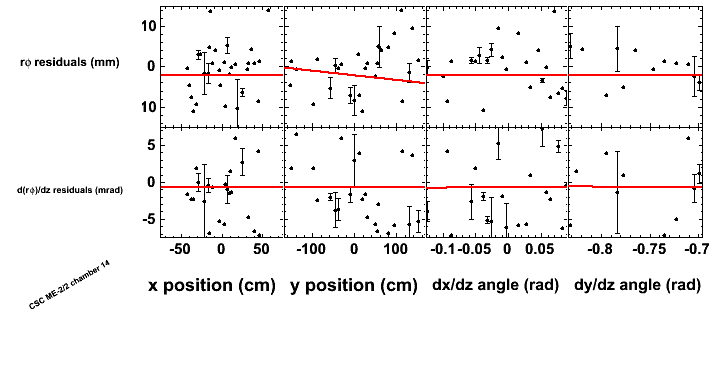 10
rϕ residuals (mm)
0
10
5
d(rϕ)/dz residuals (mrad)
0
-5
-50 0 50 -100 0 100 -0.1 -0.05 0 0.05 -0.8 -0.75 -0.7
x position (cm) y position (cm) dx/dz angle (rad) dy/dz angle (rad)
CSC ME-2/2 chamber 14